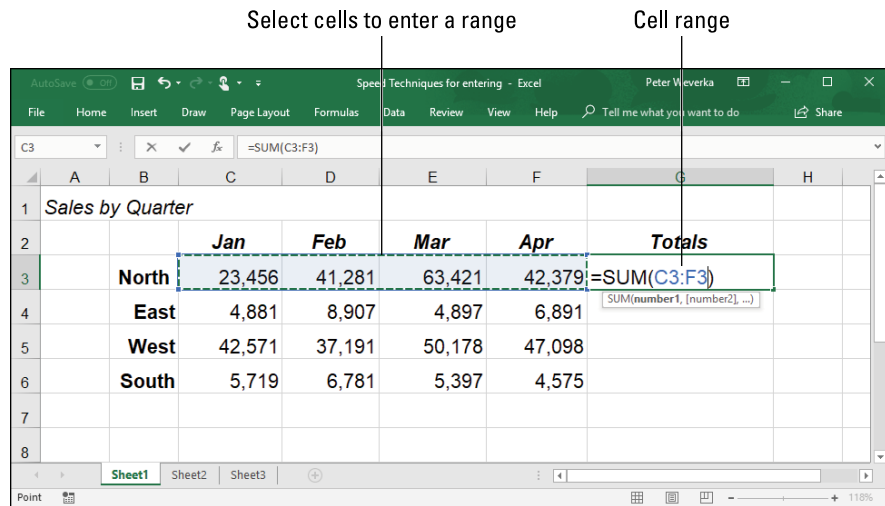 Select cells to enter a range Cell range
AutoSave Off Speed Techniques for entering - Excel Peter Weverka
File Home Insert Draw Page Layout Formulas Data Review View Help Tell me what you want to do Share
C3 fx =SUM(C3:F3)
A B C D E F G H
1 Sales by Quarter
2 Jan Feb Mar Apr Totals
3 North 23,456 41,281 63,421 42,379 =SUM(C3:F3)
SUM(number1, [number2], ...)
4 East 4,881 8,907 4,897 6,891
5 West 42,571 37,191 50,178 47,098
6 South 5,719 6,781 5,397 4,575
7
8
Sheet1 Sheet2 Sheet3
Point 118%